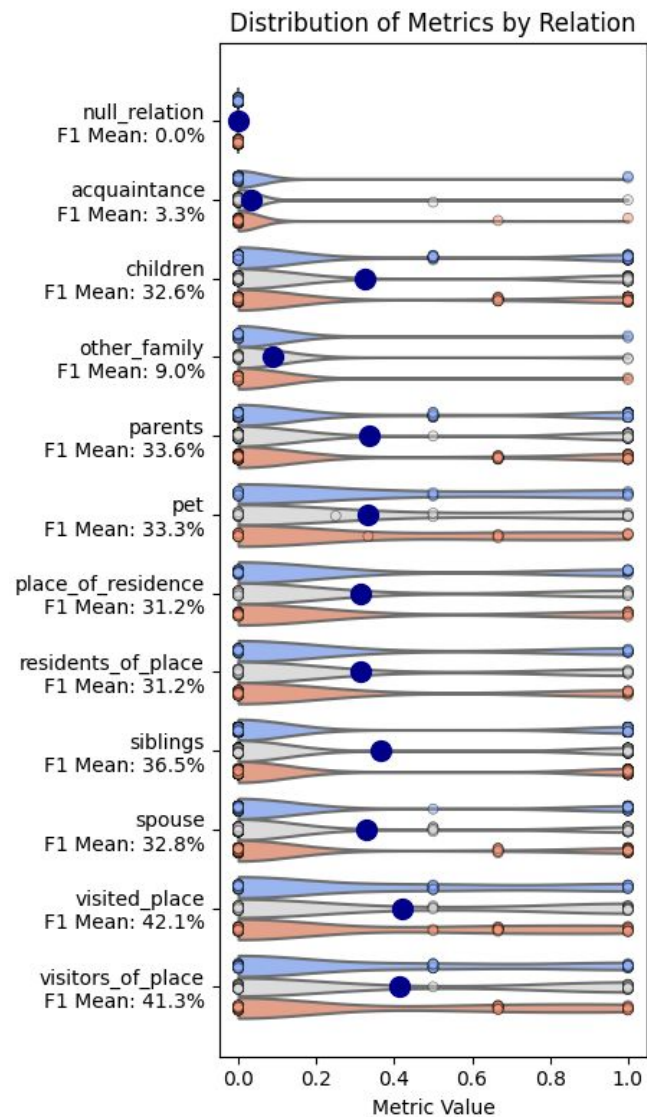 Distribution of Metrics by Relation
null_relation
F1 Mean: 0.0%
acquaintance
F1 Mean: 3.3%
children
F1 Mean: 32.6%
other_family
F1 Mean: 9.0%
parents
F1 Mean: 33.6%
pet
F1 Mean: 33.3%
place_of_residence
F1 Mean: 31.2%
residents_of_place
F1 Mean: 31.2%
siblings
F1 Mean: 36.5%
spouse
F1 Mean: 32.8%
visited_place
F1 Mean: 42.1%
visitors_of_place
F1 Mean: 41.3%
0.0 0.2 0.4 0.6 0.8 1.0
Metric Value